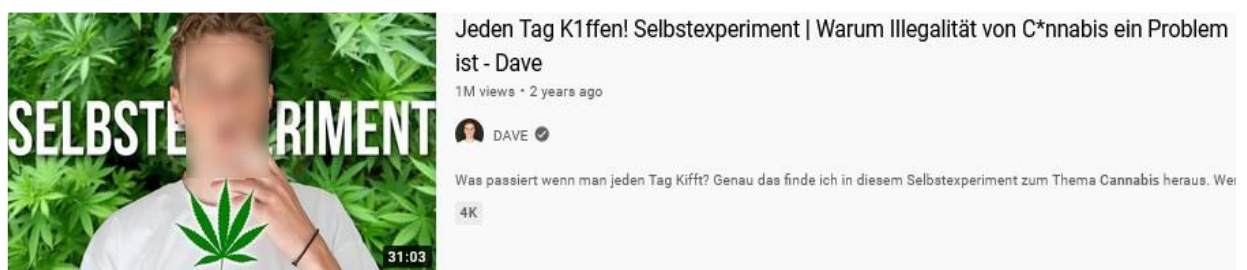 SELBSTE RIMENT
31:03
Jeden Tag K1ffen! Selbstexperiment | Warum Illegalität von C*nnabis ein Problem
ist - Dave
1M views • 2 years ago
DAVE
Was passiert wenn man jeden Tag Kifft? Genau das finde ich in diesem Selbstexperiment zum Thema Cannabis heraus.
4K